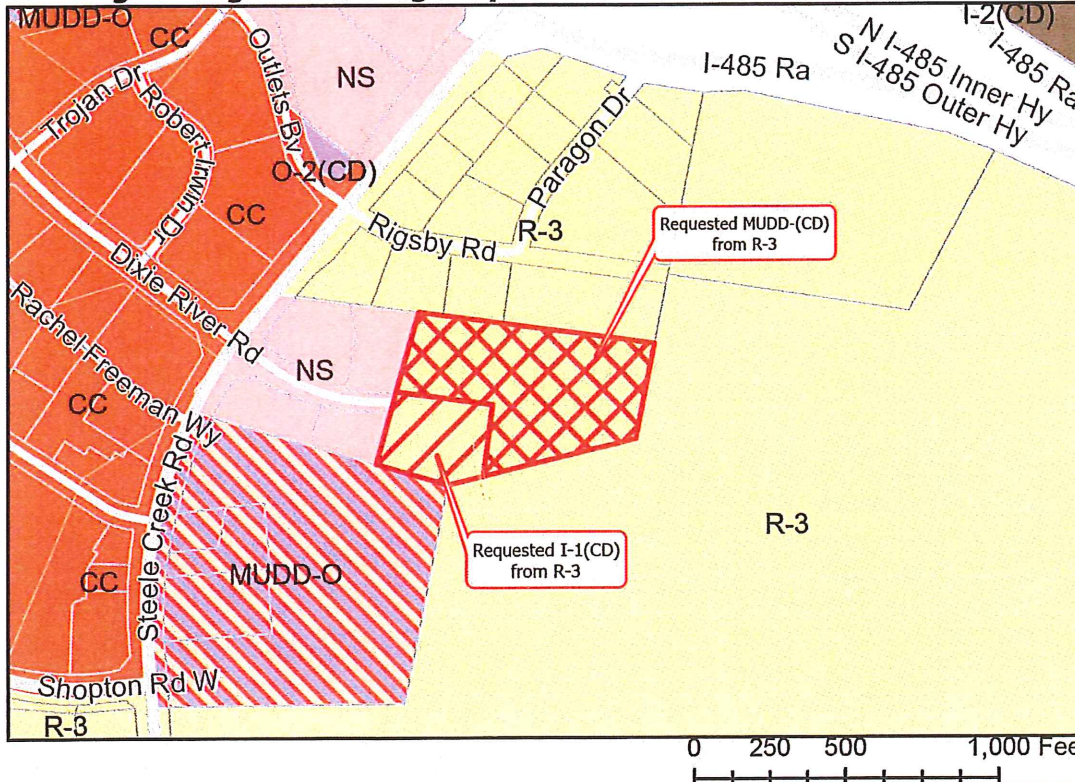 MUDD-O
CC
Outlets Bv
NS
I-485 Ra
I-2(CD)
N I-485 Inner Hy
S I-485 Outer Hy
I-485 Ra
Trojan Dr
Robert Irwin Dr
O-2(CD)
CC
Paragon Dr
Rigsby Rd
R-3
Requested MUDD-(CD)
from R-3
Dixie River Rd
Rachel Freeman Wy
NS
CC
Steele Creek Rd
R-3
Requested I-1(CD)
from R-3
MUDD-O
CC
Shopton Rd W
R-3
0 250 500 1,000 Fee